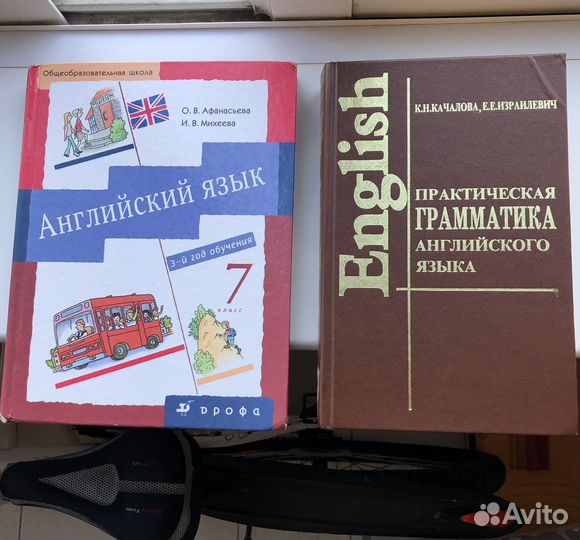 Общеобразовательная школа
О. В. Афанасьева
И. В. Михеева
Английский язык
3-й год обучения
7
класс
дрофа
English
К.Н.КАЧАЛОВА, Е.Е.ИЗРАИЛЕВИЧ
ПРАКТИЧЕСКАЯ
ГРАММАТИКА
АНГЛИЙСКОГО
ЯЗЫКА
Avito